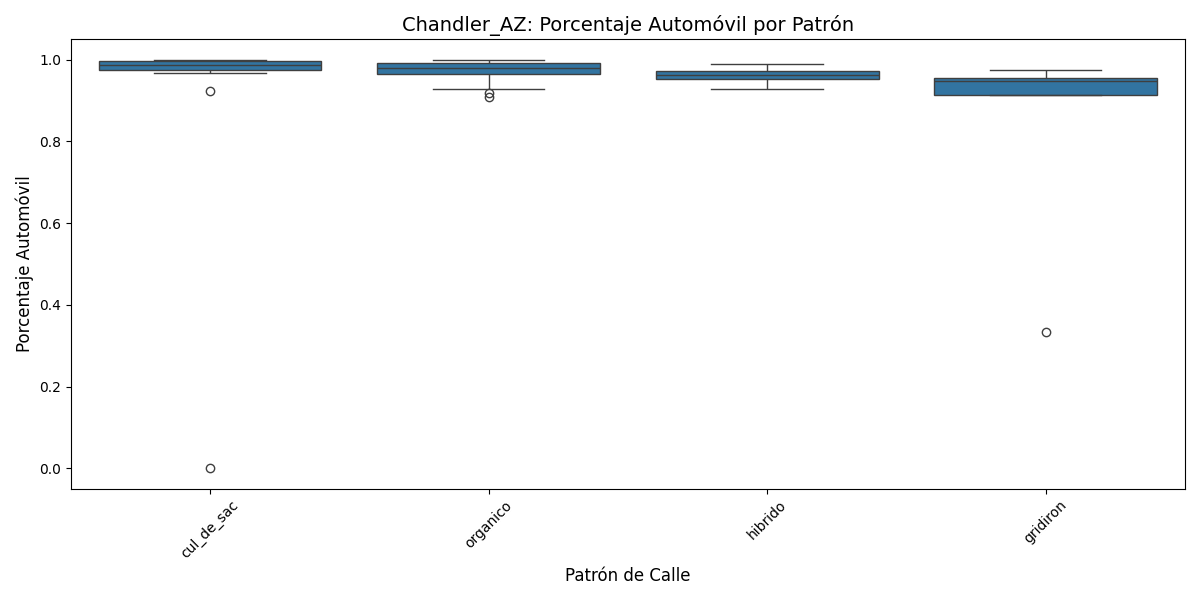 Chandler_AZ: Porcentaje Automóvil por Patrón
Porcentaje Automóvil
1.0
0.8
0.6
0.4
0.2
0.0
cul_de_sac
organico
hibrido
gridiron
Patrón de Calle